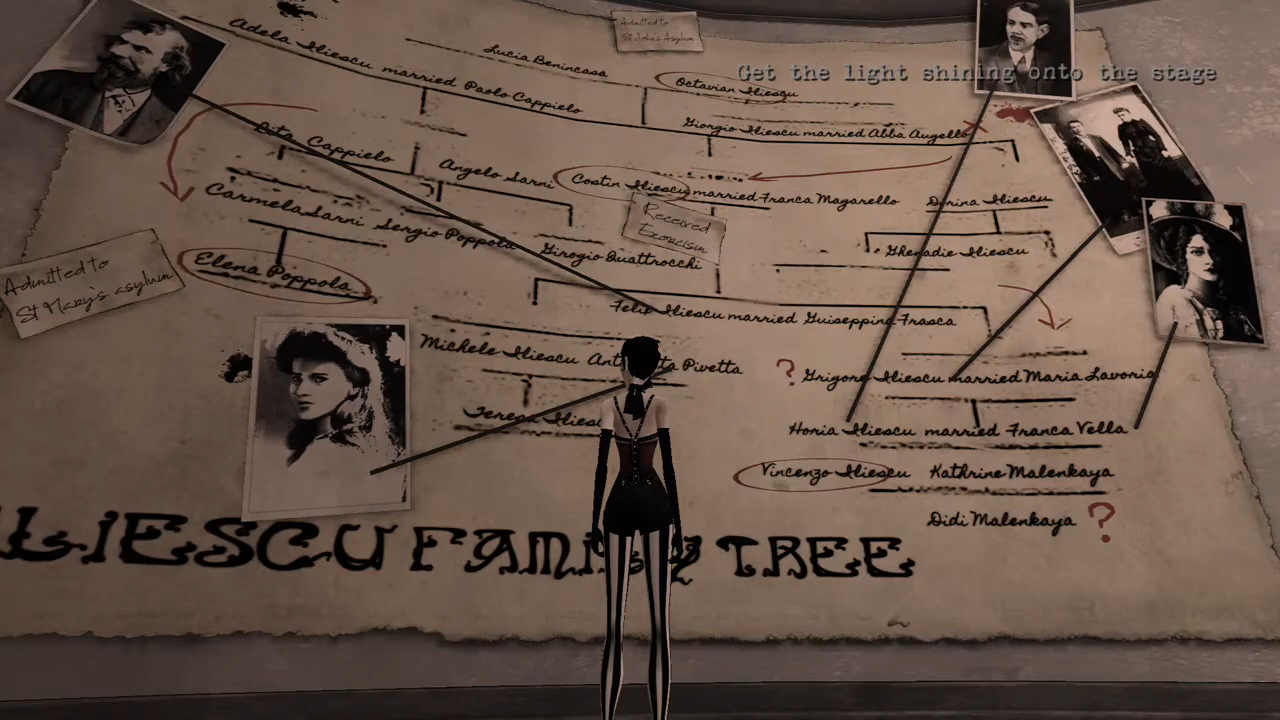 Admitted to
St John's Asylum
Get the light shining onto the stage
Adela Iliescu married Paolo Cappielo
Lucia Benincasa
Octavian Iliescu
Giorgio Iliescu married Abba Augello
Cappielo
Angelo Sarni
Costin Iliescu married Franca Magarello
Dorina Iliescu
Carmela Sarni Sergio Poppola
Received
Exorcism
Girogio Quattrocchi
Ghenadie Iliescu
Admitted to
St Mary's asylum
Elena Poppola
Felix Iliescu married Guiseppina Frasca
Michele Iliescu Pivetta
? Grigore Iliescu married Maria Lavoria
Teresa
Horia Iliescu married Franca Vella
Vincenzo Iliescu Kathrine Malenkaya
Didi Malenkaya ?
ILIESCU FAMILY TREE